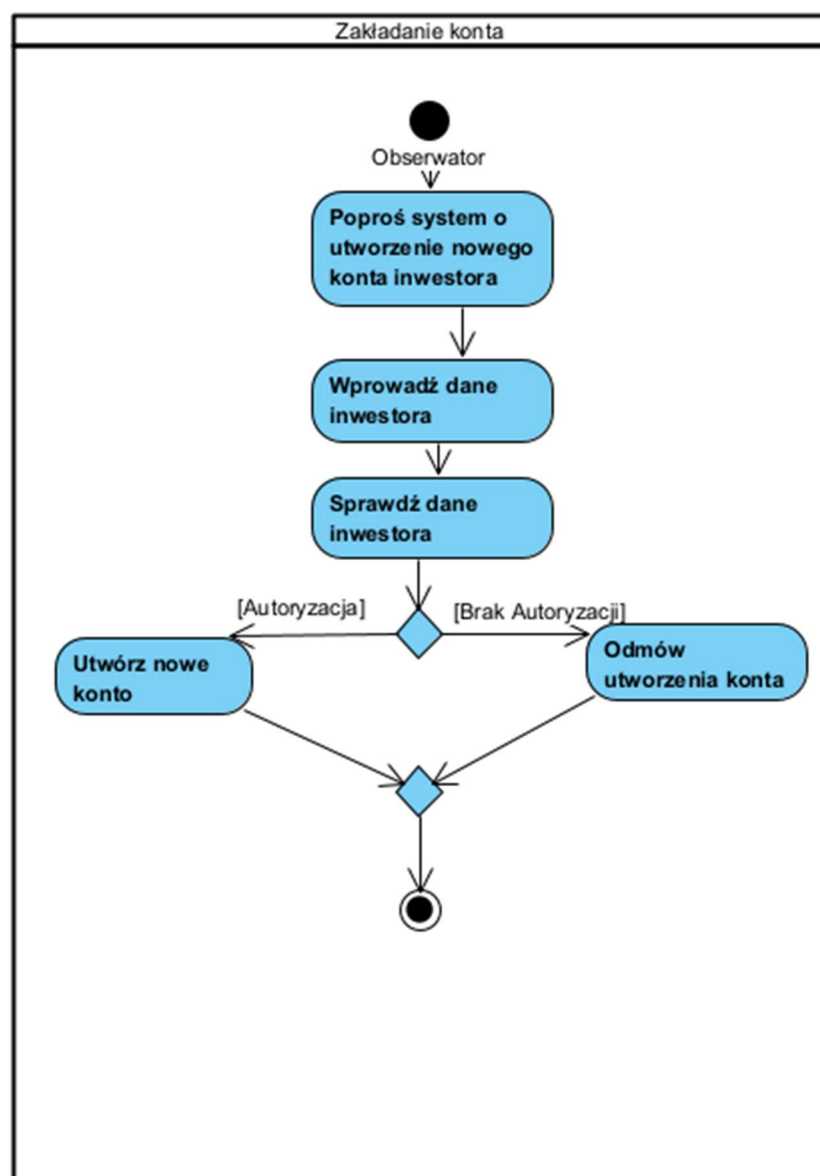 Zakładanie konta
Obserwator
Poproś system o
utworzenie nowego
konta inwestora
Wprowadź dane
inwestora
Sprawdź dane
inwestora
[Autoryzacja]
[Brak Autoryzacji]
Utwórz nowe
konto
Odmów
utworzenia konta